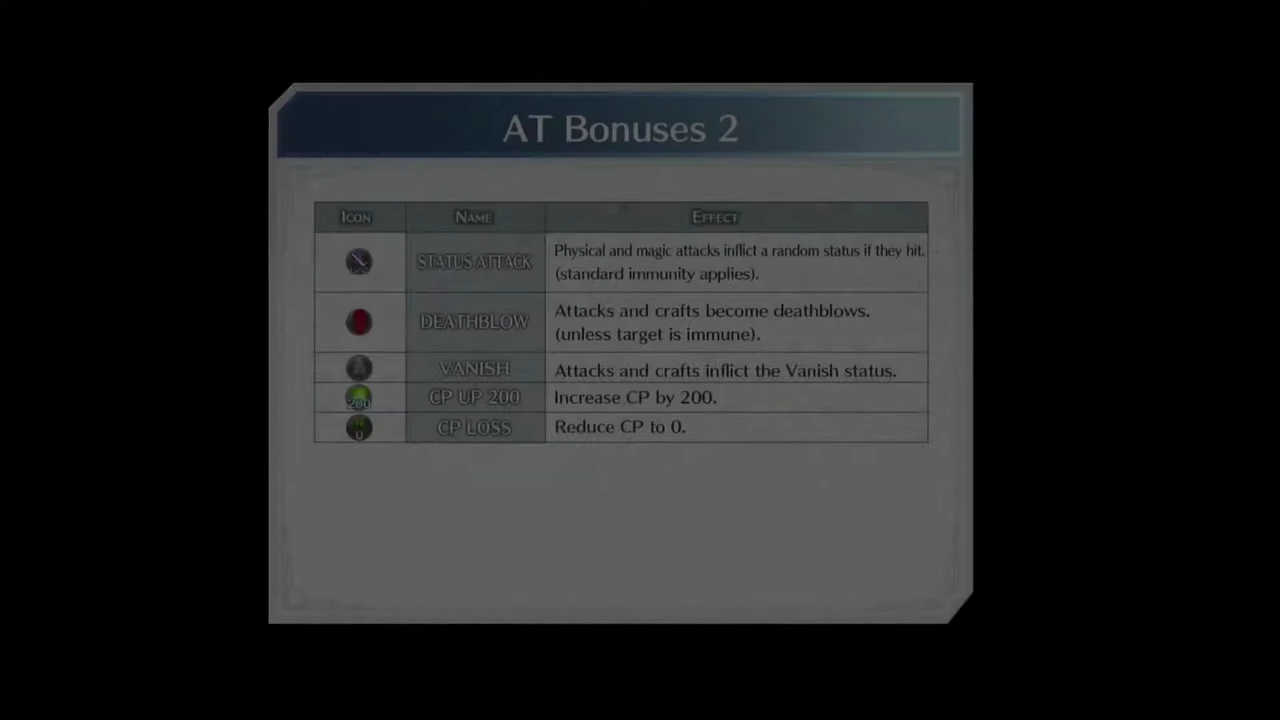 AT Bonuses 2
ICON NAME EFFECT
STATUS ATTACK
Physical and magic attacks inflict a random status if they hit.
(standard immunity applies).
DEATHBLOW
Attacks and crafts become deathblows.
(unless target is immune).
VANISH Attacks and crafts inflict the Vanish status.
200 CP UP 200 Increase CP by 200.
0 CP LOSS Reduce CP to 0.